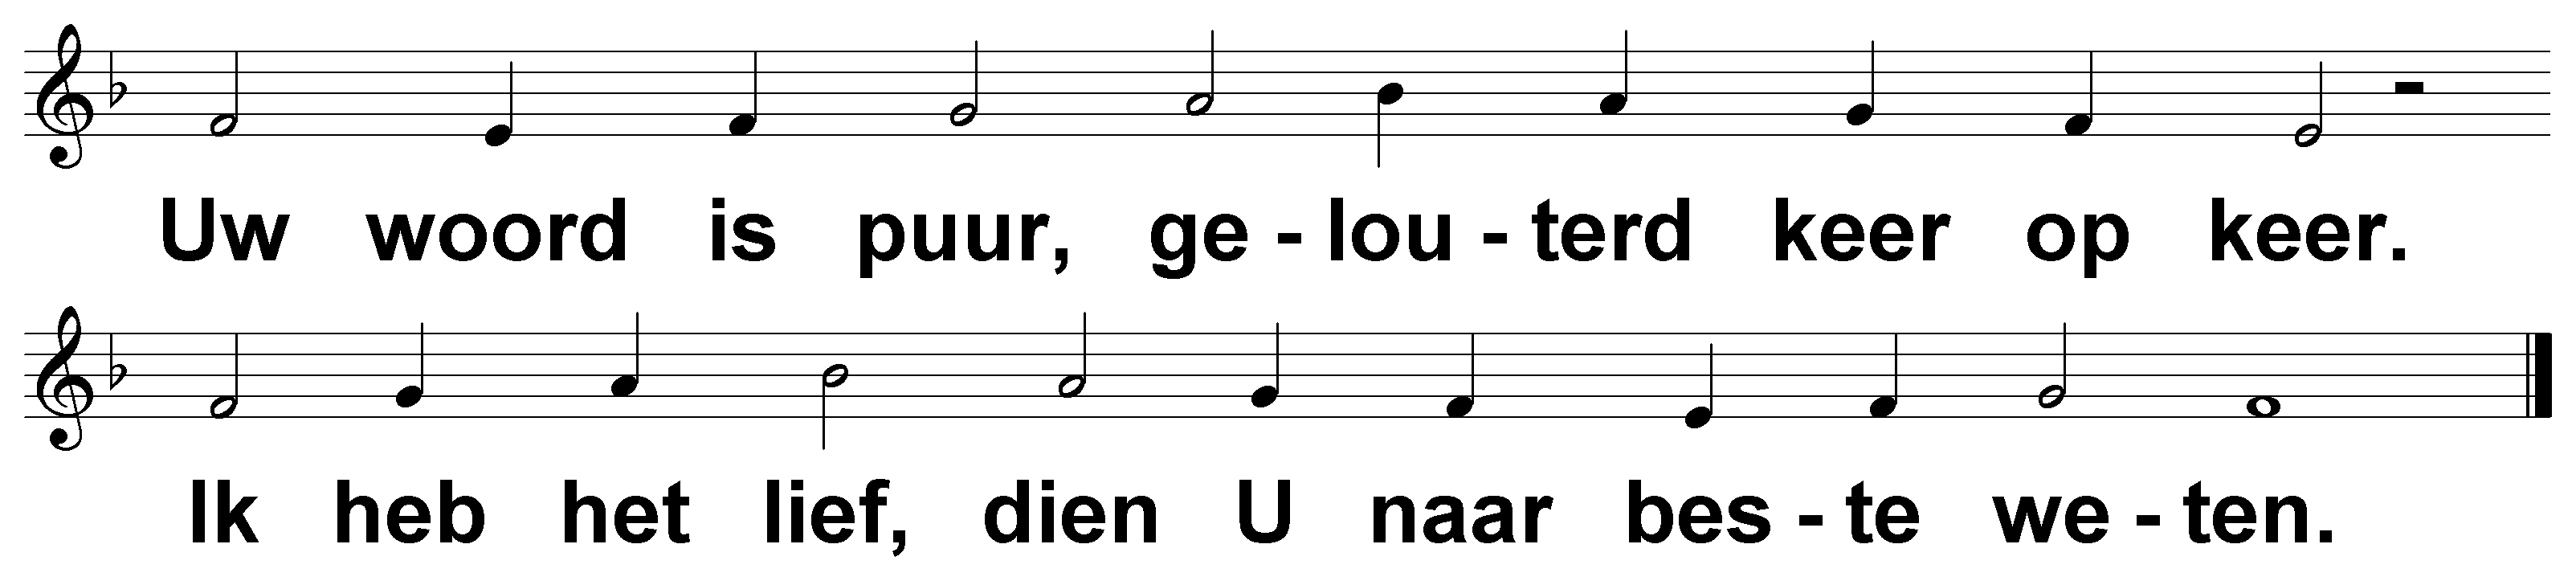 Uw woord is puur, ge - lou - terd keer op keer.
Ik heb het lief, dien U naar bes - te we - ten.